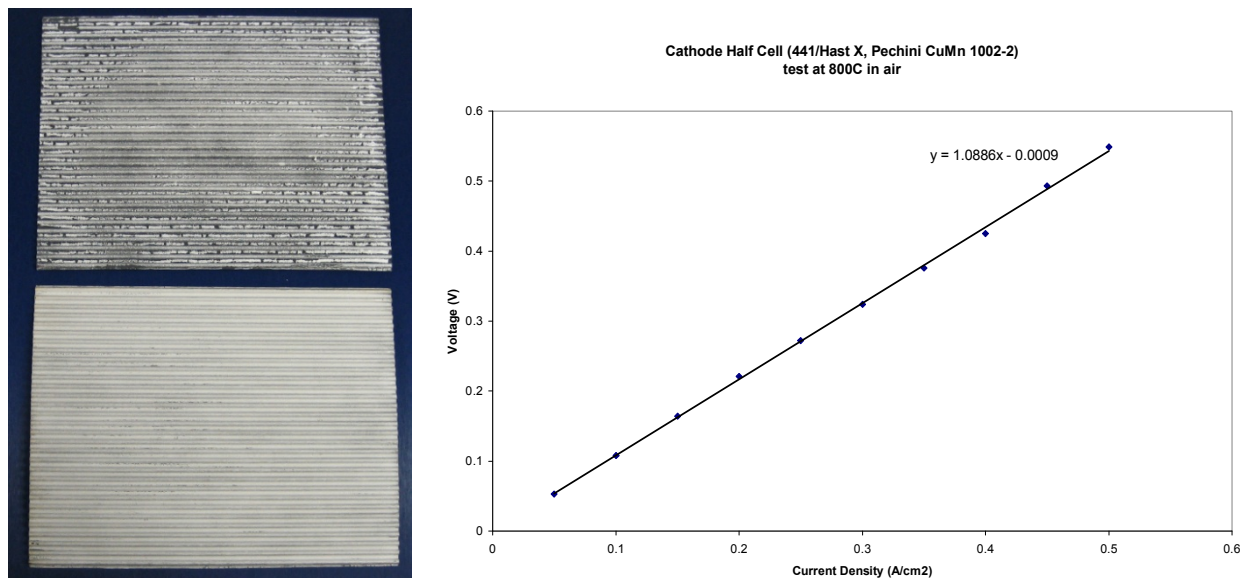 Cathode Half Cell (441/Hast X, Pechini CuMn 1002-2)
test at 800C in air
0.6
0.5
0.4
0.3
0.2
0.1
0
y = 1.0886x - 0.0009
Voltage (V)
0 0.1 0.2 0.3 0.4 0.5 0.6
Current Density (A/cm2)